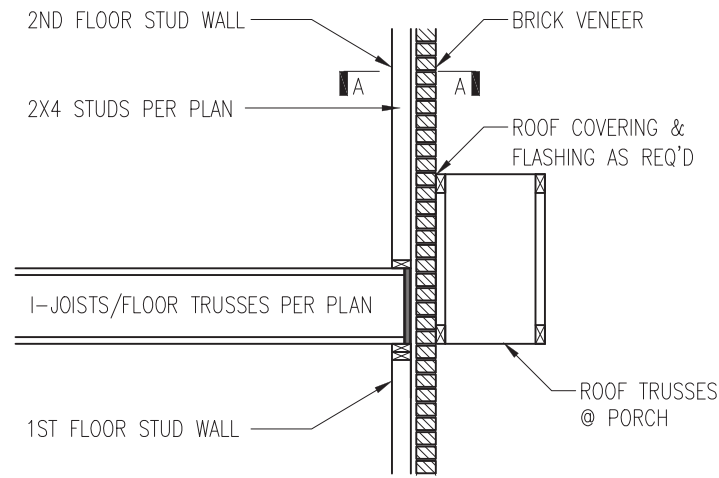 2ND FLOOR STUD WALL
BRICK VENEER
A
A
2X4 STUDS PER PLAN
ROOF COVERING &
FLASHING AS REQ'D
I-JOISTS/FLOOR TRUSSES PER PLAN
ROOF TRUSSES
@ PORCH
1ST FLOOR STUD WALL